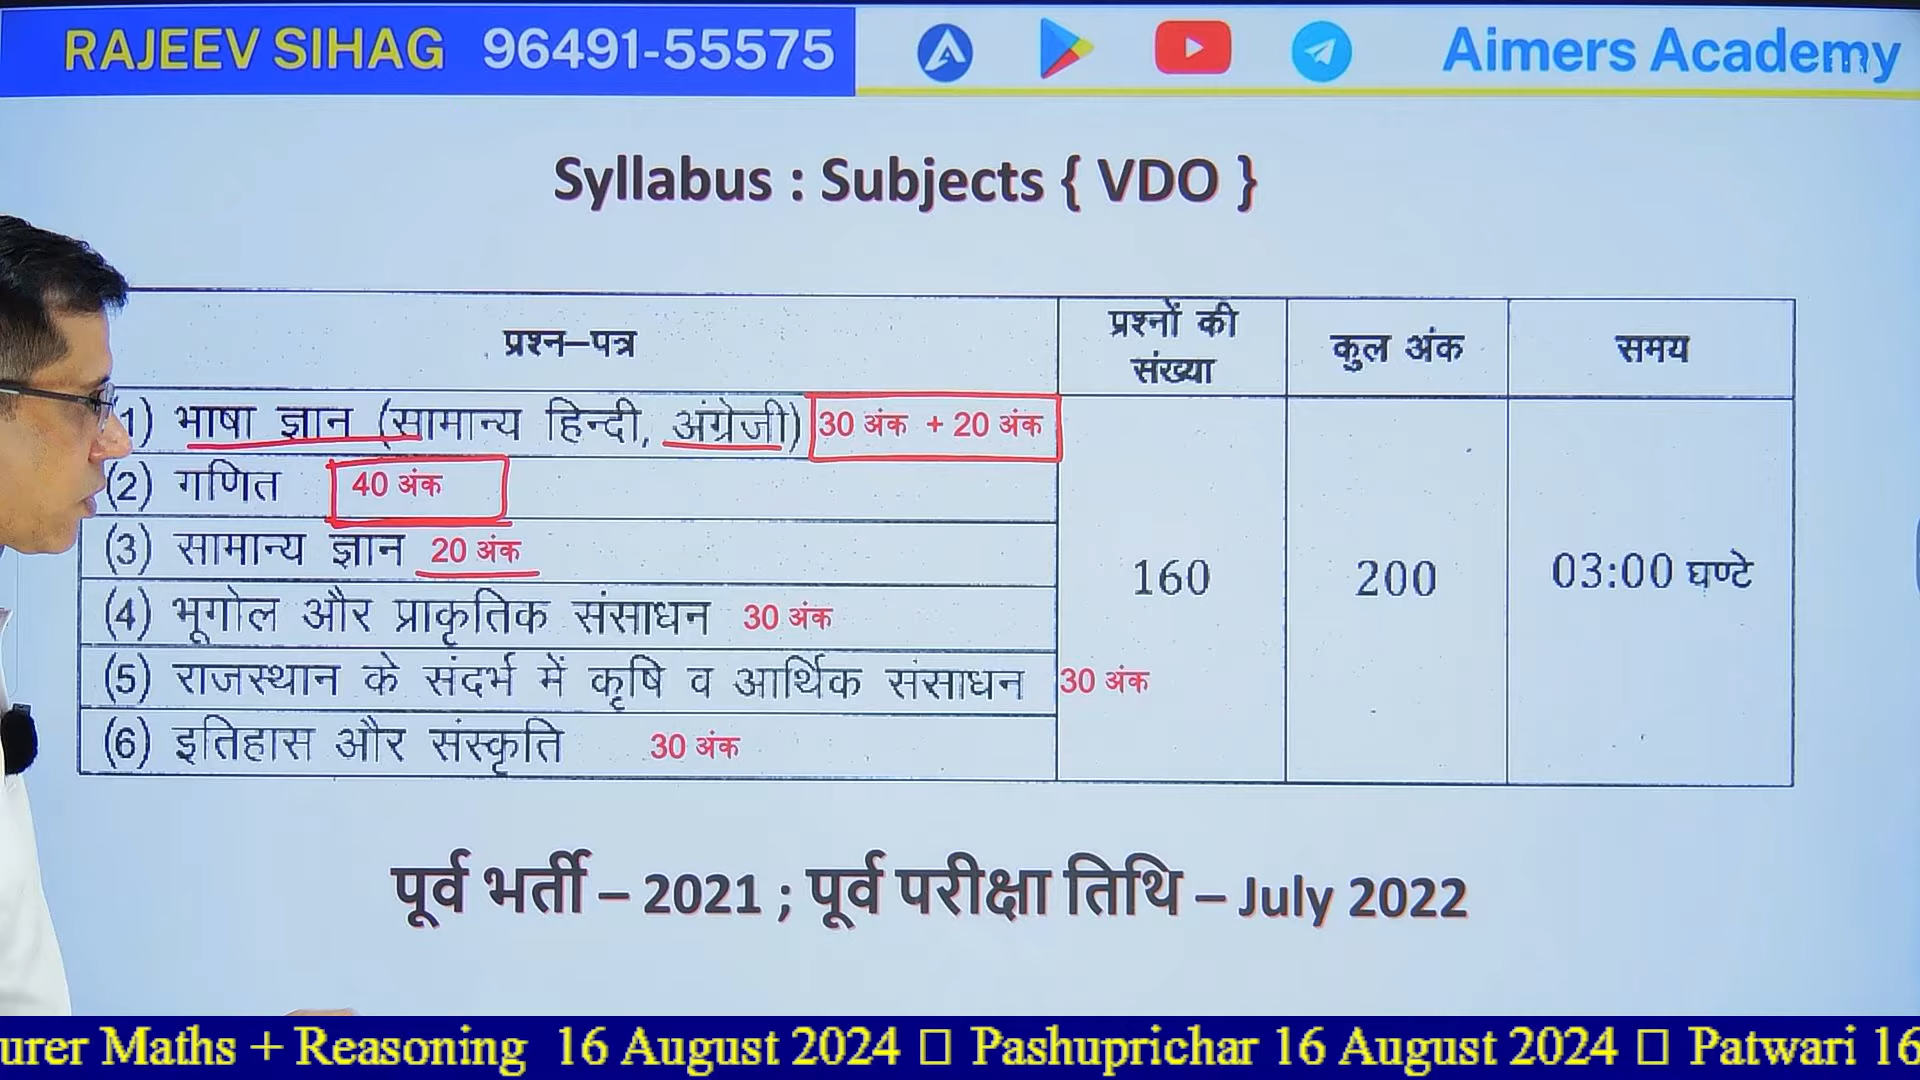 RAJEEV SIHAG 96491-55575 Aimers Academy
Syllabus : Subjects { VDO }
प्रश्न–पत्र
प्रश्नों की
संख्या
कुल अंक
समय
(1) भाषा ज्ञान (सामान्य हिन्दी, अंग्रेजी) 30 अंक + 20 अंक
(2) गणित 40 अंक
(3) सामान्य ज्ञान 20 अंक
(4) भूगोल और प्राकृतिक संसाधन 30 अंक
(5) राजस्थान के संदर्भ में कृषि व आर्थिक संसाधन 30 अंक
(6) इतिहास और संस्कृति 30 अंक
160
200
03:00 घण्टे
पूर्व भर्ती – 2021 ; पूर्व परीक्षा तिथि – July 2022
urer Maths + Reasoning 16 August 2024 □ Pashuprichar 16 August 2024 □ Patwari 16